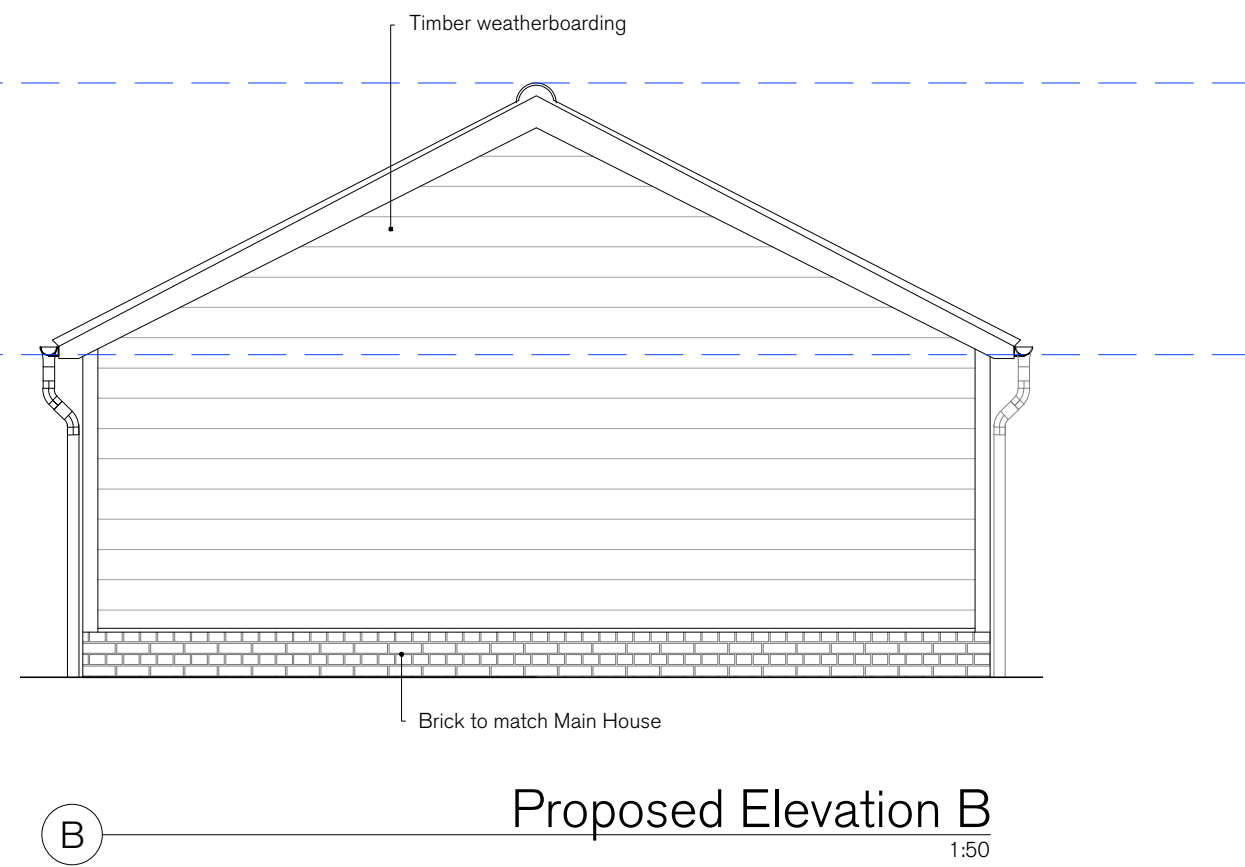 Timber weatherboarding
Brick to match Main House
Proposed Elevation B
B
1:50